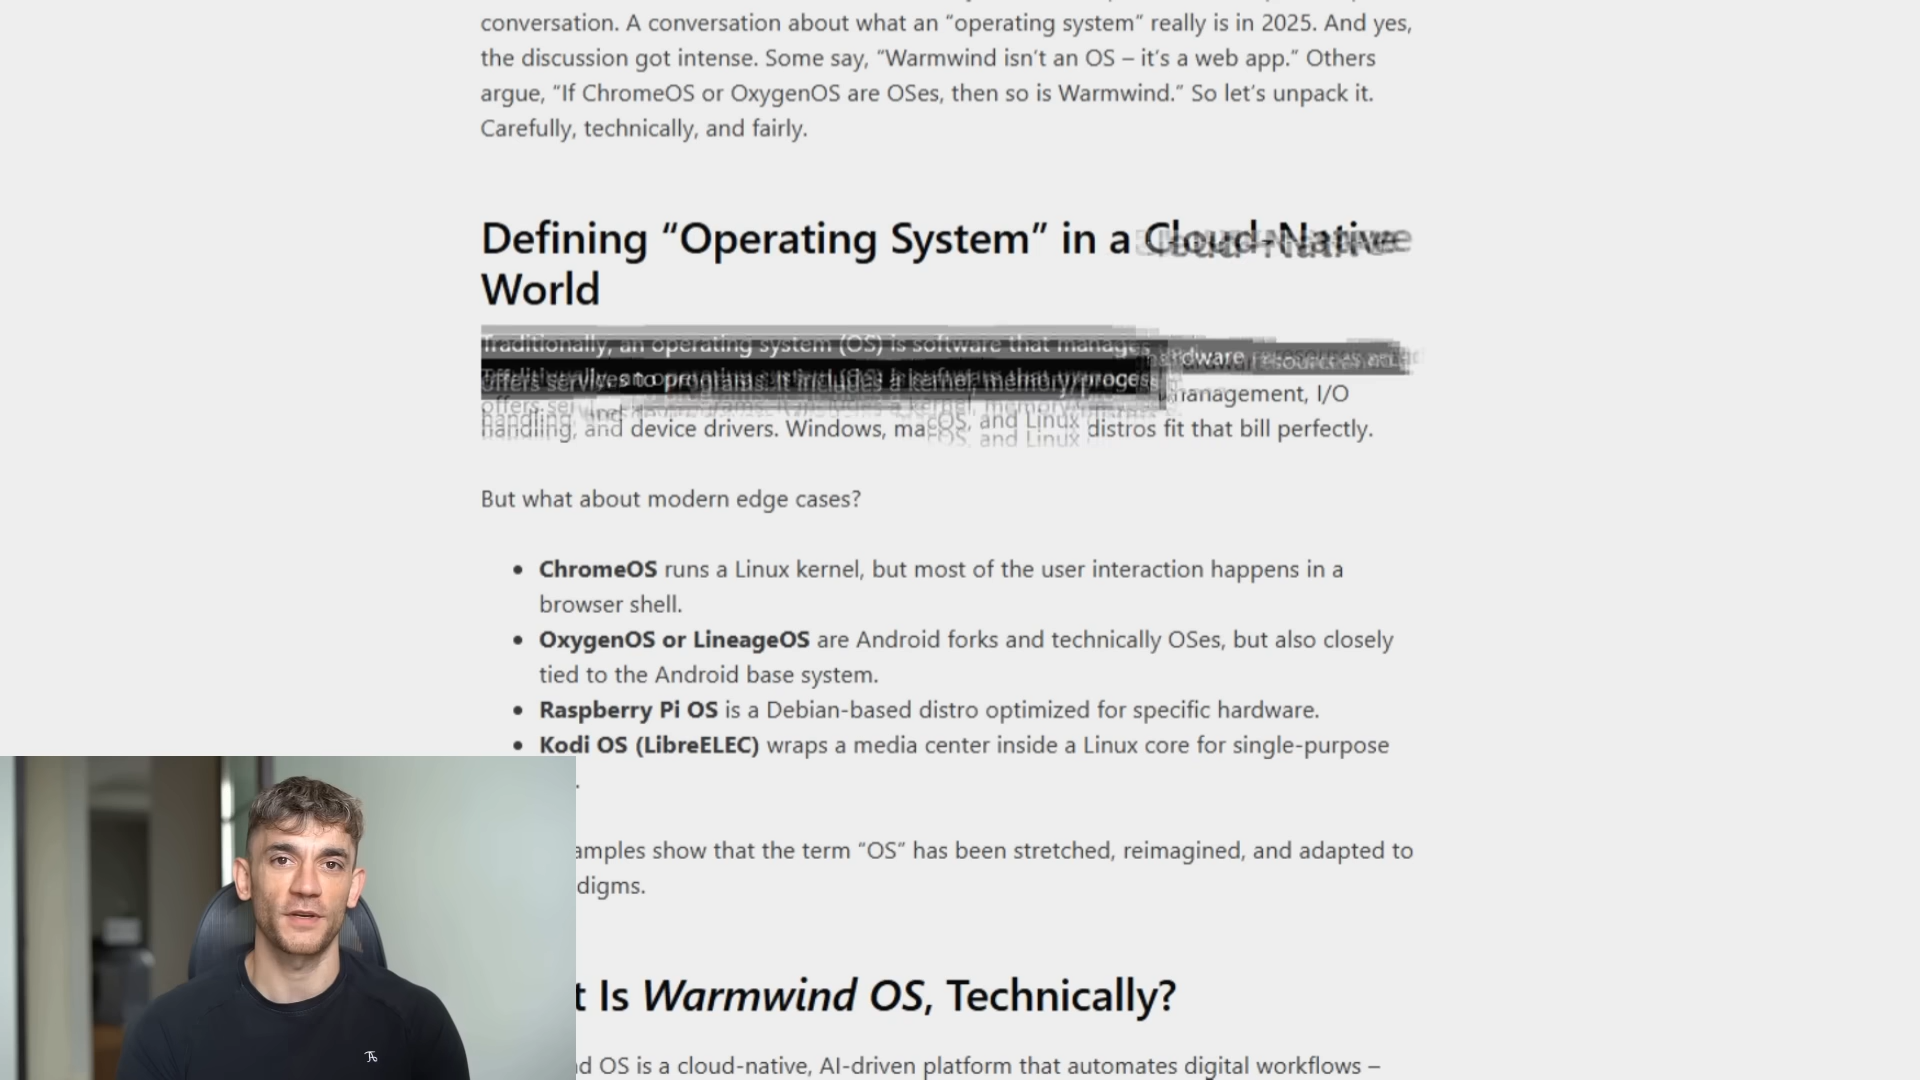 conversation. A conversation about what an “operating system” really is in 2025. And yes,
the discussion got intense. Some say, “Warmwind isn’t an OS – it’s a web app.” Others
argue, “If ChromeOS or OxygenOS are OSes, then so is Warmwind.” So let’s unpack it.
Carefully, technically, and fairly.
Defining “Operating System” in a Cloud-Native
World
Traditionally, an operating system (OS) is software that manages hardware resources and
offers services to programs. It includes a kernel, memory/process management, I/O
handling, and device drivers. Windows, macOS, and Linux distros fit that bill perfectly.
But what about modern edge cases?
• ChromeOS runs a Linux kernel, but most of the user interaction happens in a
browser shell.
• OxygenOS or LineageOS are Android forks and technically OSes, but also closely
tied to the Android base system.
• Raspberry Pi OS is a Debian-based distro optimized for specific hardware.
• Kodi OS (LibreELEC) wraps a media center inside a Linux core for single-purpose
.
amples show that the term “OS” has been stretched, reimagined, and adapted to
digms.
t Is Warmwind OS, Technically?
d OS is a cloud-native, AI-driven platform that automates digital workflows –